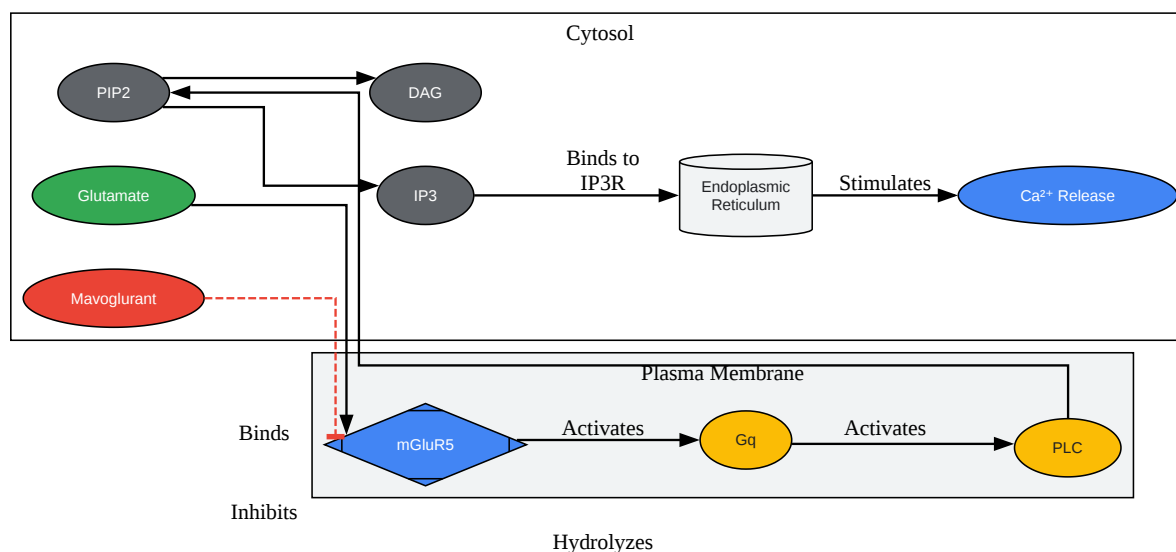 Cytosol
PIP2
DAG
Glutamate
IP3
Binds to
IP3R
Endoplasmic
Reticulum
Stimulates
Ca²⁺ Release
Mavoglurant
Plasma Membrane
Binds
mGluR5
Activates
Gq
Activates
PLC
Inhibits
Hydrolyzes